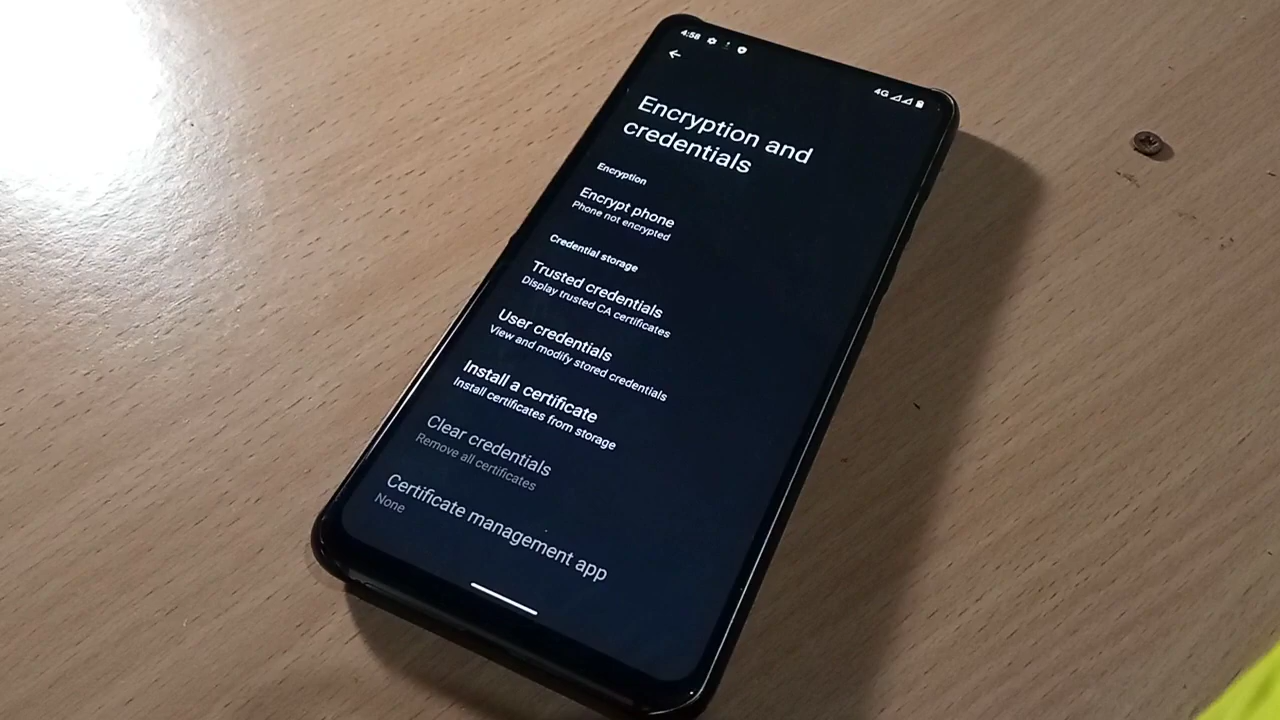 4:58
4G
Encryption and
credentials
Encryption
Encrypt phone
Phone not encrypted
Credential storage
Trusted credentials
Display trusted CA certificates
User credentials
View and modify stored credentials
Install a certificate
Install certificates from storage
Clear credentials
Remove all certificates
Certificate management app
None